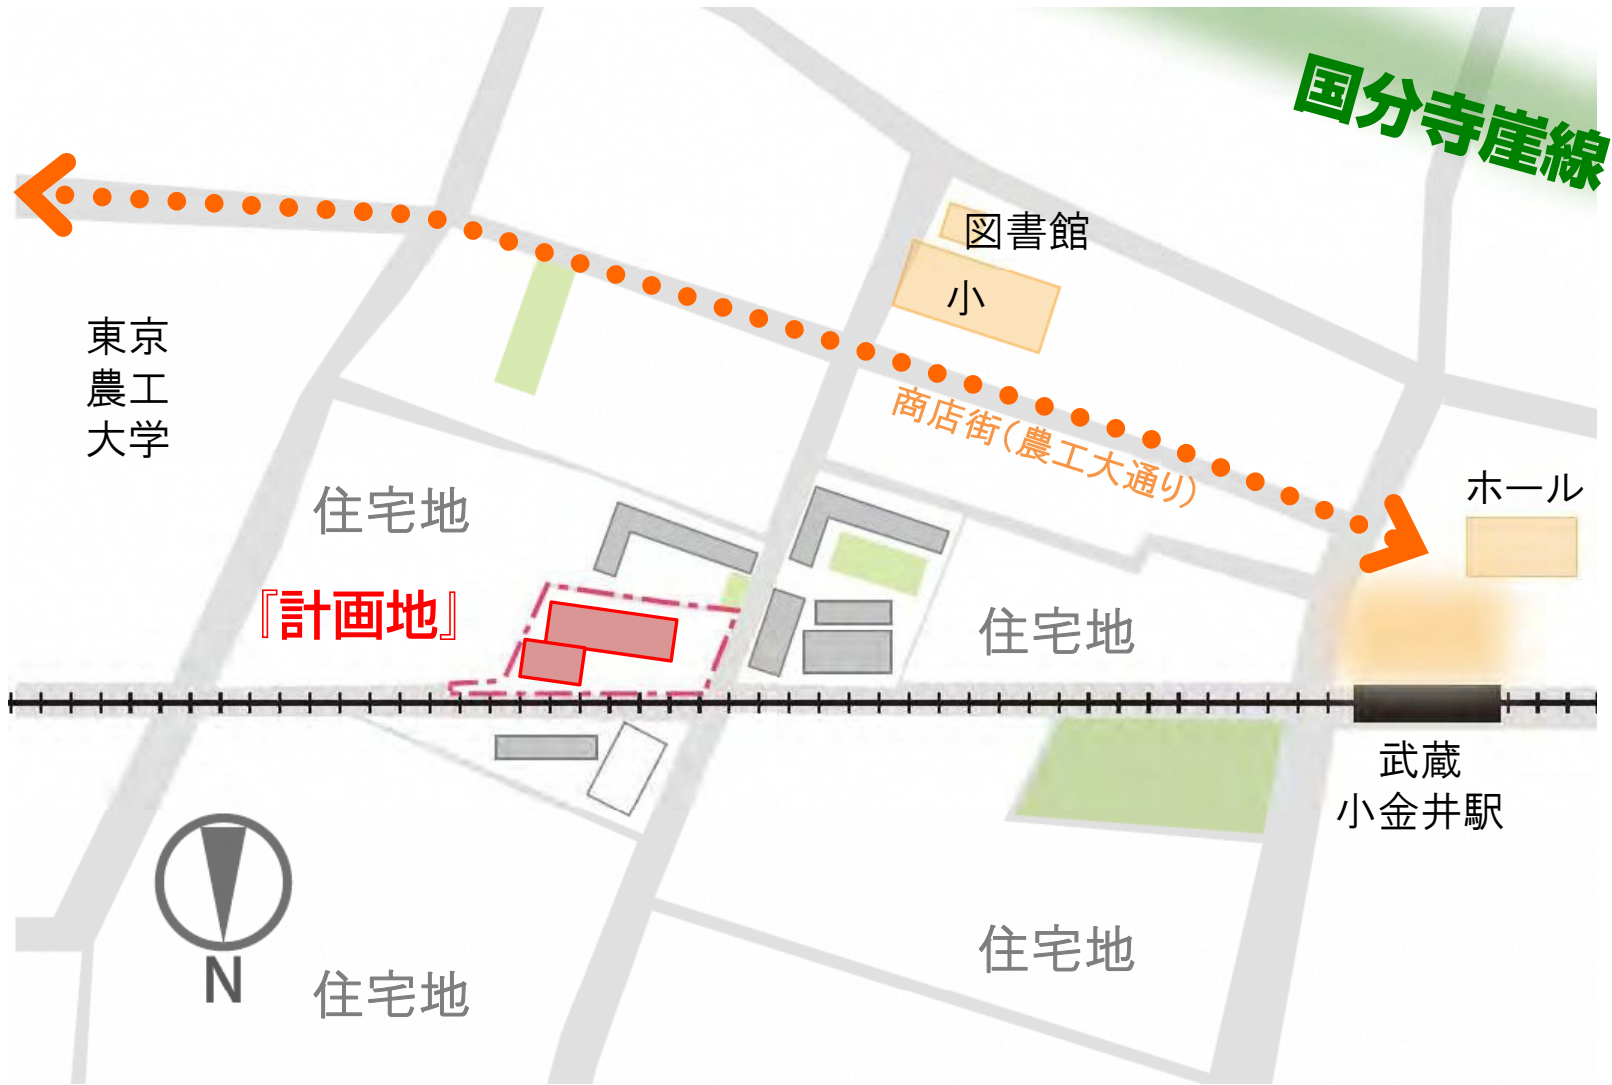 国分寺崖線
図書館
小
東京
農工
大学
商店街（農工大通り）
ホール
住宅地
『計画地』
住宅地
武蔵
小金井駅
住宅地
N
住宅地